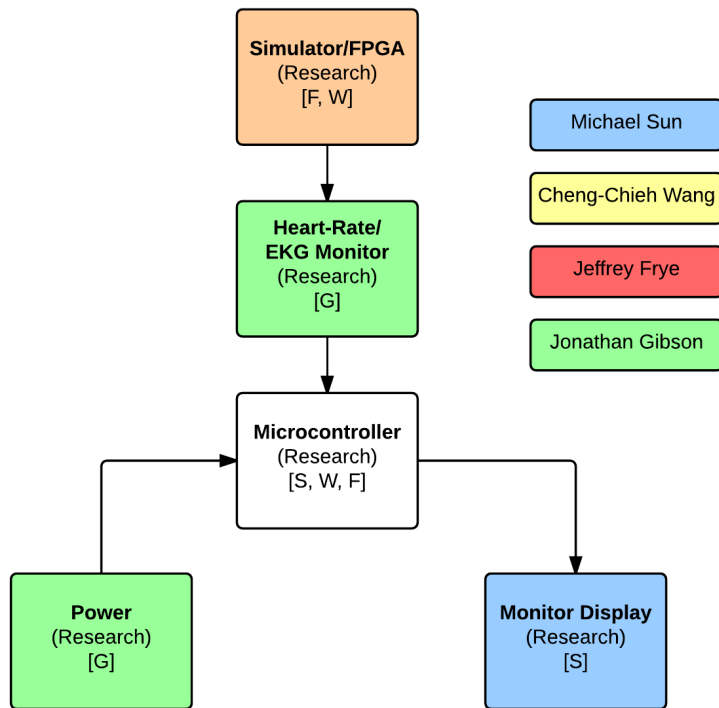 Simulator/FPGA
(Research)
[F, W]
Michael Sun
Cheng-Chieh Wang
Jeffrey Frye
Jonathan Gibson
Heart-Rate/
EKG Monitor
(Research)
[G]
Microcontroller
(Research)
[S, W, F]
Power
(Research)
[G]
Monitor Display
(Research)
[S]